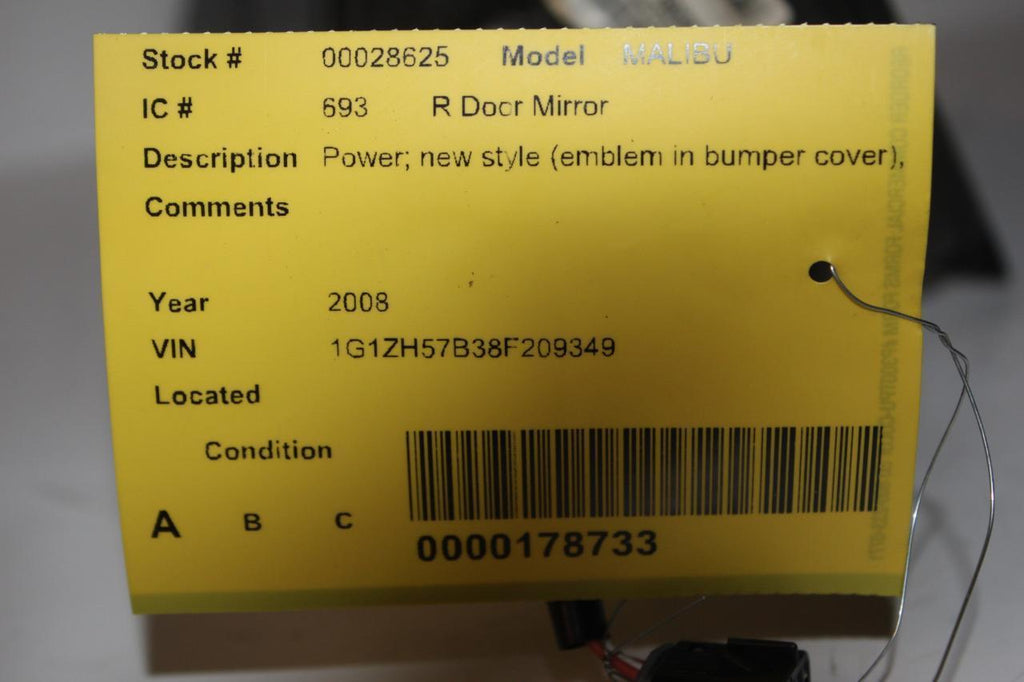 Stock # 00028625 Model MALIBU
IC # 693 R Door Mirror
Description Power; new style (emblem in bumper cover),
Comments
Year 2008
VIN 1G1ZH57B38F209349
Located
Condition
A B C
0000178733